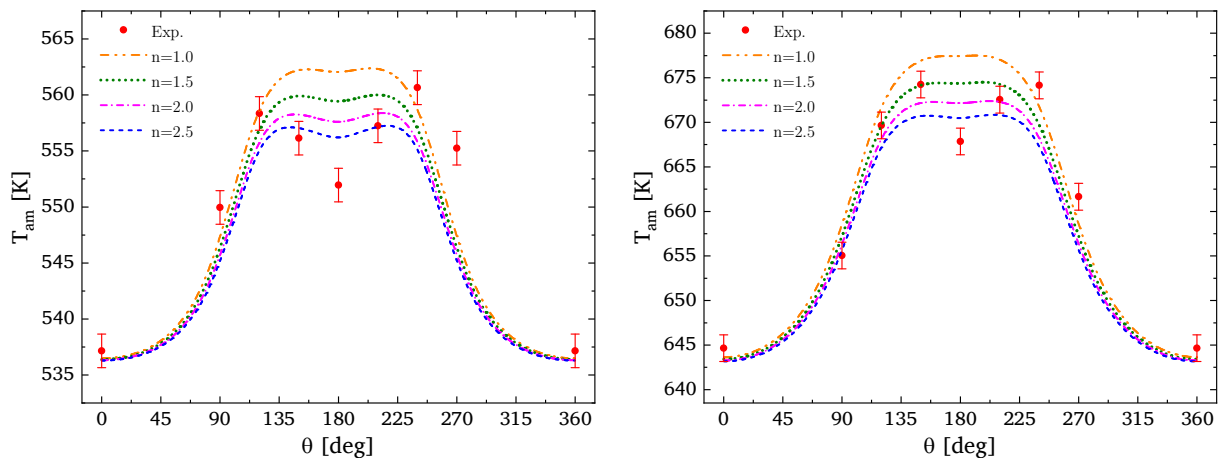 565
560
555
550
545
540
535
T_am [K]
Exp.
n=1.0
n=1.5
n=2.0
n=2.5
0 45 90 135 180 225 270 315 360
θ [deg]
680
675
670
665
660
655
650
645
640
T_am [K]
Exp.
n=1.0
n=1.5
n=2.0
n=2.5
0 45 90 135 180 225 270 315 360
θ [deg]